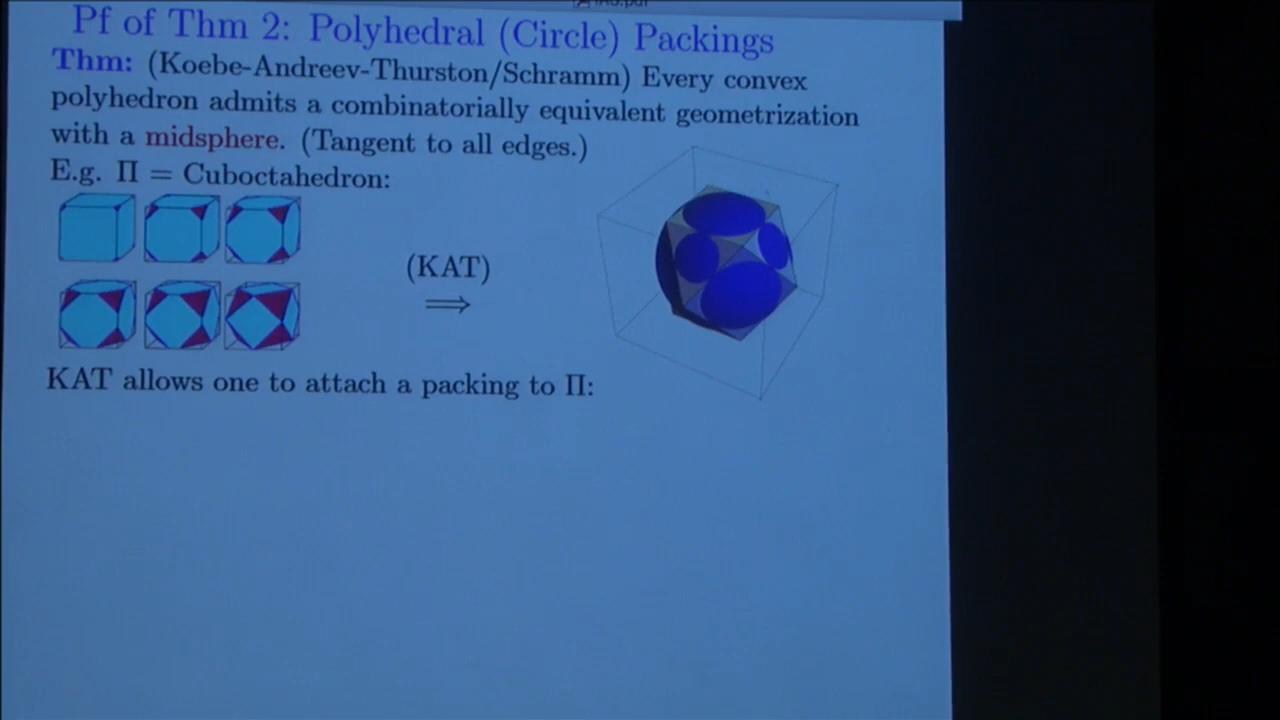 Pf of Thm 2: Polyhedral (Circle) Packings
Thm: (Koebe-Andreev-Thurston/Schramm) Every convex
polyhedron admits a combinatorially equivalent geometrization
with a midsphere. (Tangent to all edges.)
E.g. Π = Cuboctahedron:
(KAT)
⟹
KAT allows one to attach a packing to Π: